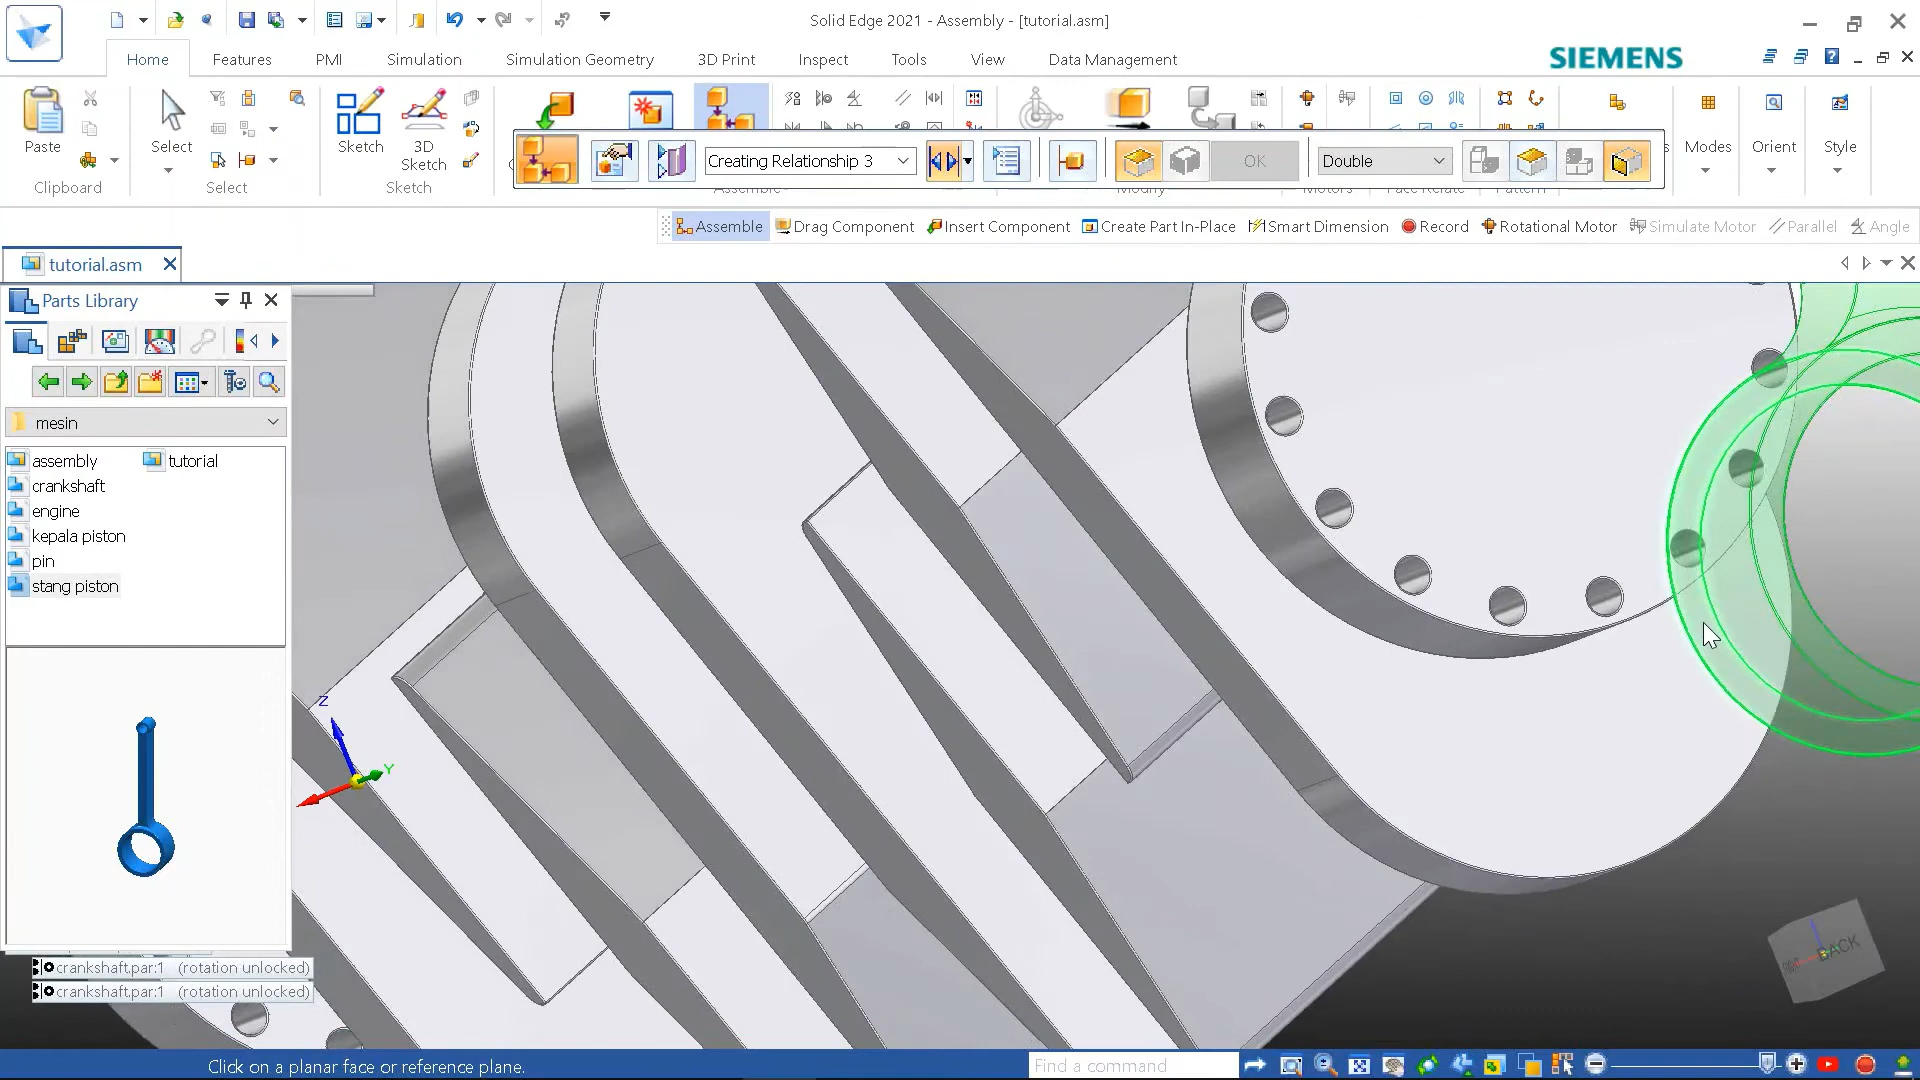 Solid Edge 2021 - Assembly - [tutorial.asm]
Home
Features
PMI
Simulation
Simulation Geometry
3D Print
Inspect
Tools
View
Data Management
SIEMENS
Paste
Clipboard
Select
Select
Sketch
3D
Sketch
Sketch
Creating Relationship 3
OK
Double
Modes
Orient
Style
Assemble
Drag Component
Insert Component
Create Part In-Place
Smart Dimension
Record
Rotational Motor
Simulate Motor
Parallel
Angle
tutorial.asm
Parts Library
mesin
assembly
tutorial
crankshaft
engine
kepala piston
pin
stang piston
Z
Y
BACK
crankshaft.par:1 (rotation unlocked)
crankshaft.par:1 (rotation unlocked)
Click on a planar face or reference plane.
Find a command